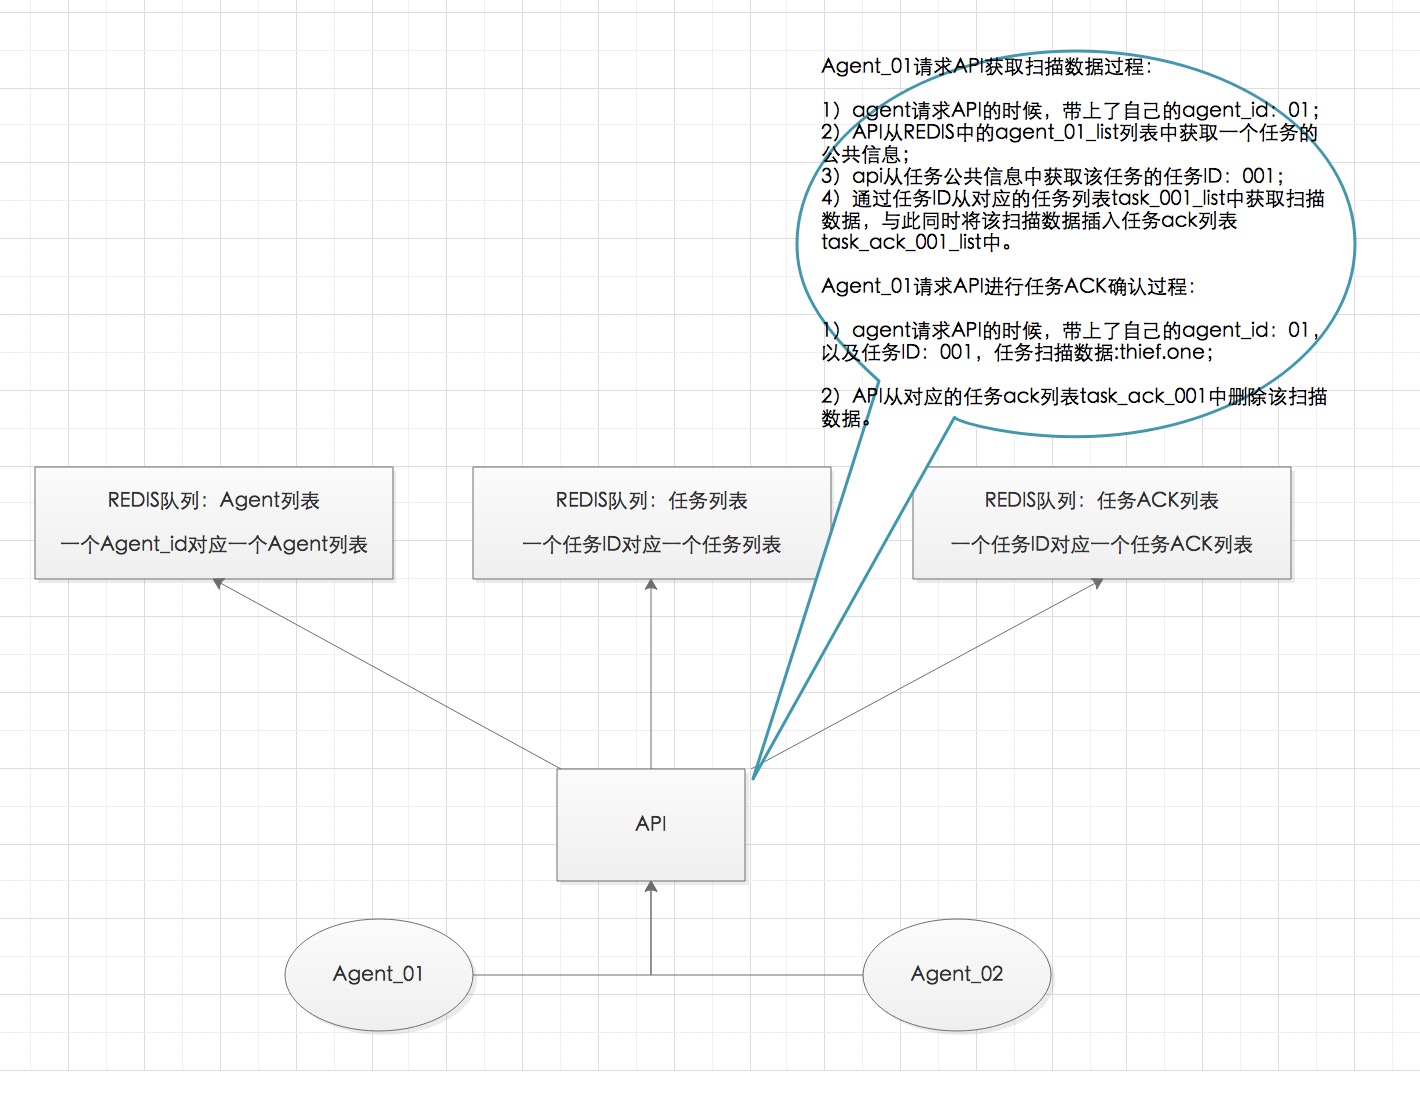 Agent_01请求API获取扫描数据过程：
1）agent请求API的时候，带上了自己的agent_id：01；
2）API从REDIS中的agent_01_list列表中获取一个任务的
公共信息；
3）api从任务公共信息中获取该任务的任务ID：001；
4）通过任务ID从对应的任务列表task_001_list中获取扫描
数据，与此同时将该扫描数据插入任务ack列表
task_ack_001_list中。
Agent_01请求API进行任务ACK确认过程：
1）agent请求API的时候，带上了自己的agent_id：01，
以及任务ID：001，任务扫描数据:thief.one；
2）API从对应的任务ack列表task_ack_001中删除该扫描
数据。
REDIS队列：Agent列表
一个Agent_id对应一个Agent列表
REDIS队列：任务列表
一个任务ID对应一个任务列表
REDIS队列：任务ACK列表
一个任务ID对应一个任务ACK列表
API
Agent_01
Agent_02